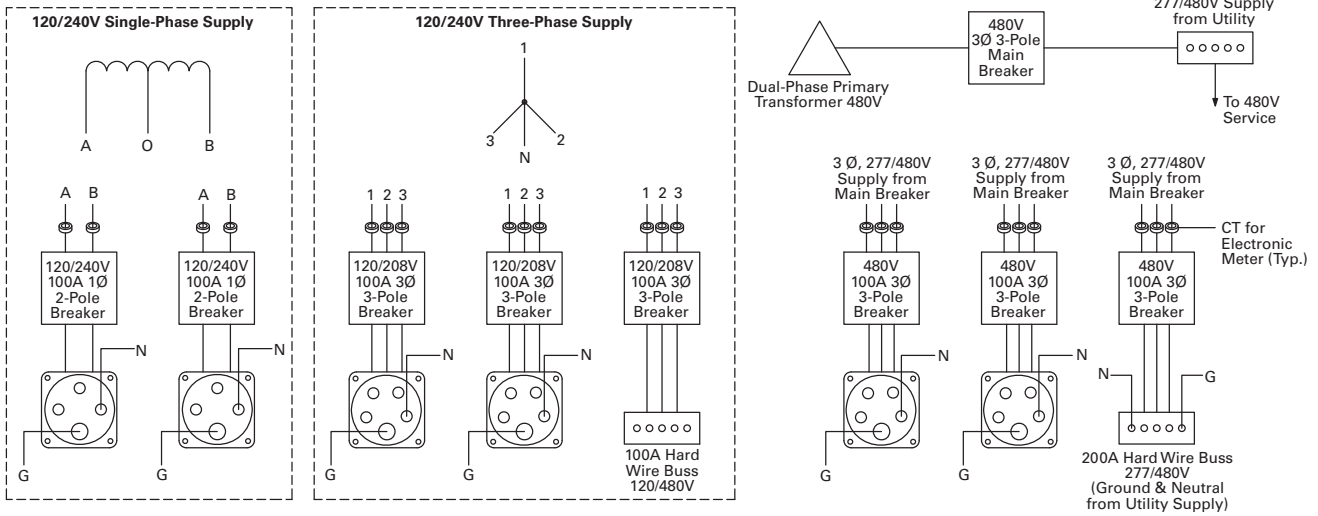 120/240V Single-Phase Supply
A O B
A B
A B
120/240V
100A 1Ø
2-Pole
Breaker
120/240V
100A 1Ø
2-Pole
Breaker
N
N
G
G
120/240V Three-Phase Supply
1
3
2
N
1 2 3
1 2 3
1 2 3
120/208V
100A 3Ø
3-Pole
Breaker
120/208V
100A 3Ø
3-Pole
Breaker
120/208V
100A 3Ø
3-Pole
Breaker
N
N
G
G
100A Hard
Wire Buss
120/480V
Dual-Phase Primary
Transformer 480V
480V
3Ø 3-Pole
Main
Breaker
277/480V Supply
from Utility
To 480V
Service
3 Ø, 277/480V
Supply from
Main Breaker
3 Ø, 277/480V
Supply from
Main Breaker
3 Ø, 277/480V
Supply from
Main Breaker
CT for
Electronic
Meter (Typ.)
480V
100A 3Ø
3-Pole
Breaker
480V
100A 3Ø
3-Pole
Breaker
480V
100A 3Ø
3-Pole
Breaker
N
N
N
G
G
G
200A Hard Wire Buss
277/480V
(Ground & Neutral
from Utility Supply)